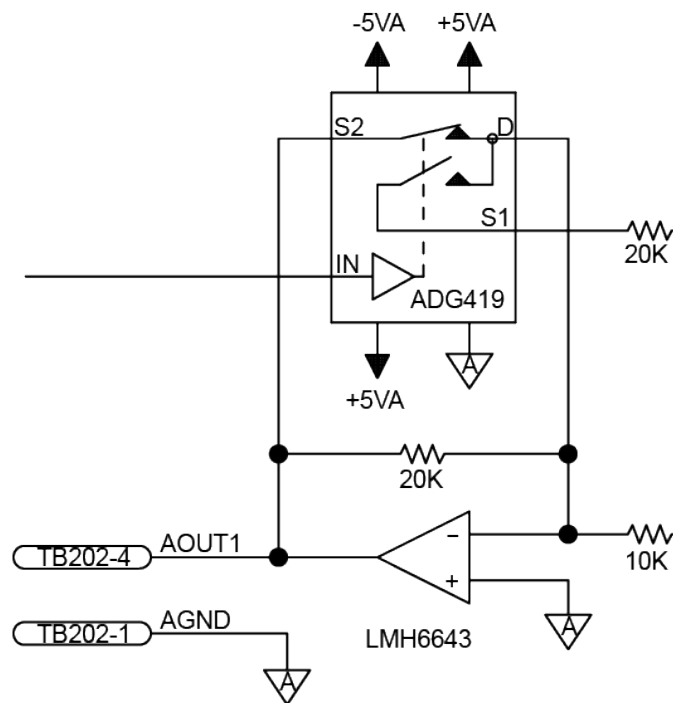 -5VA +5VA
S2 D
S1
20K
IN
ADG419
A
+5VA
20K
TB202-4 AOUT1 − 10K
+
TB202-1 AGND LMH6643 A
A